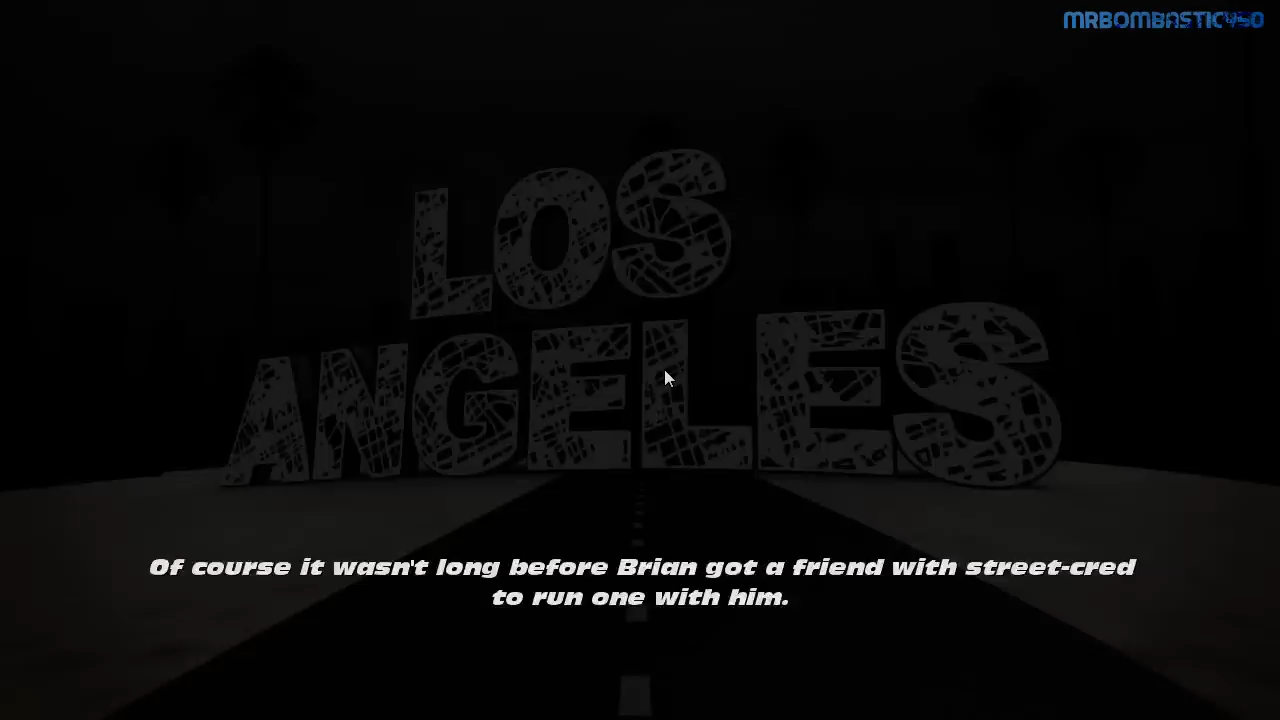 MRBOMBASTIC450
LOS
ANGELES
Of course it wasn't long before Brian got a friend with street-cred
to run one with him.